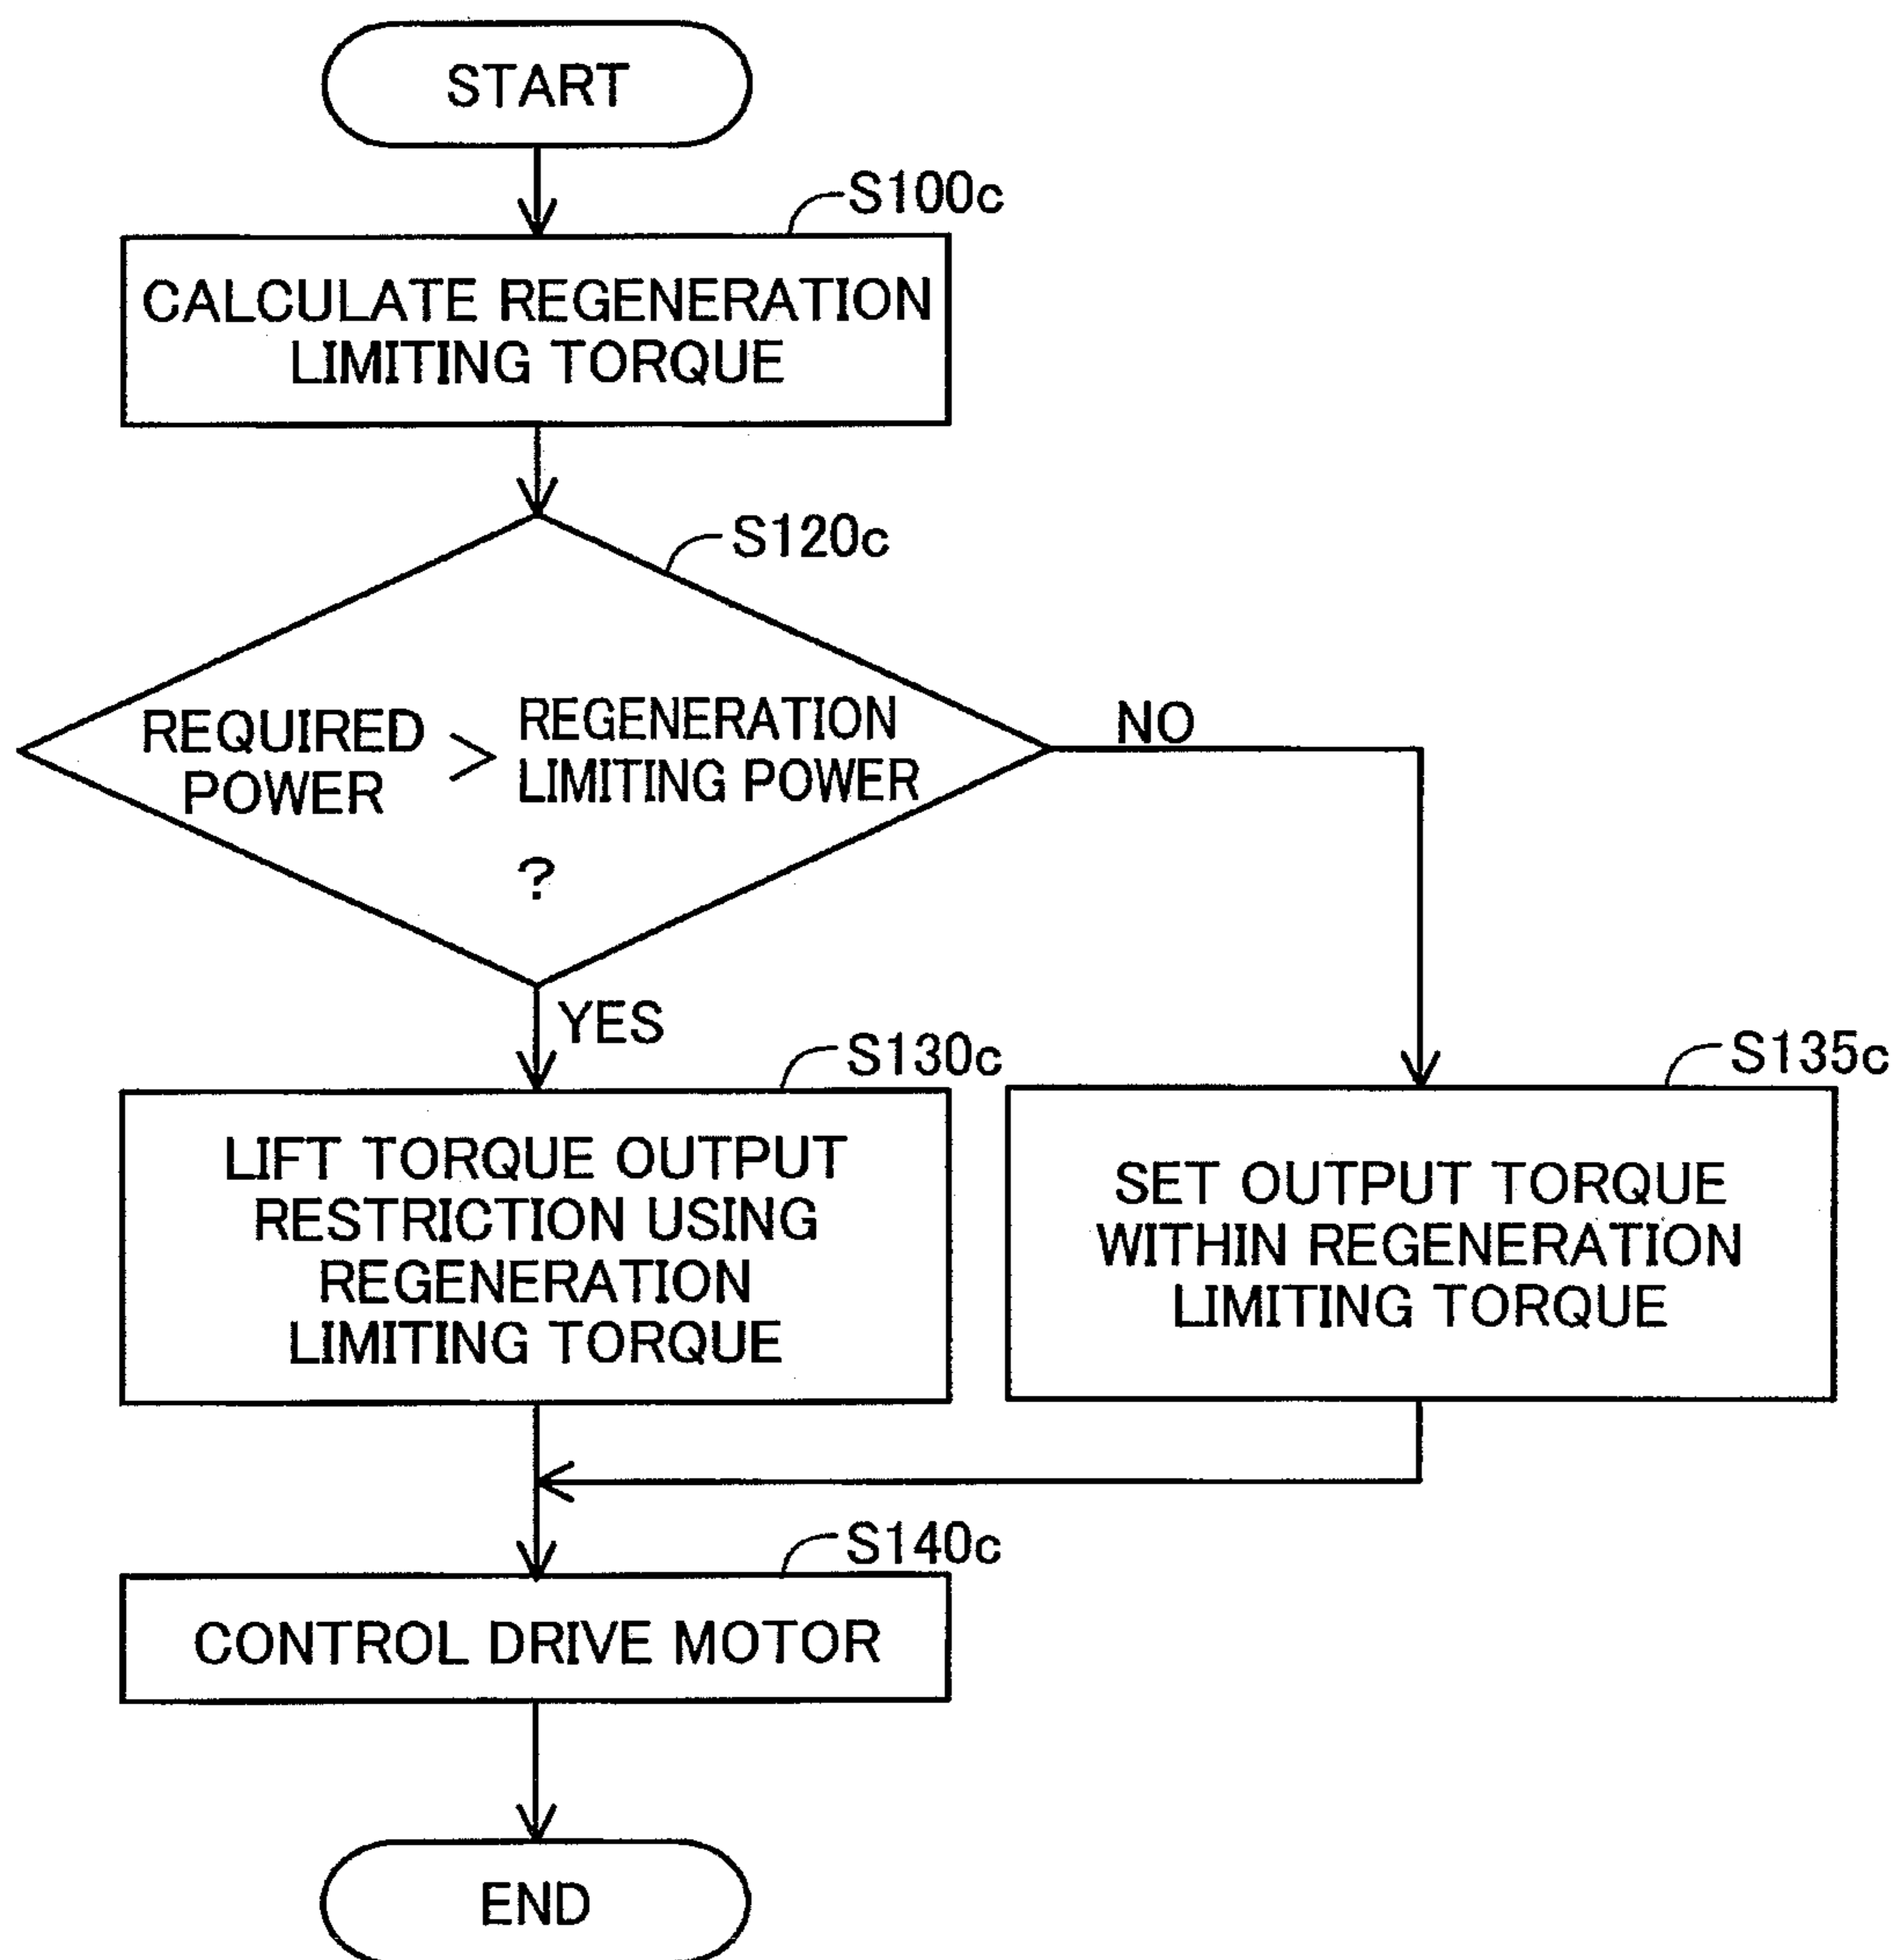 START
S100c
CALCULATE REGENERATION
LIMITING TORQUE
S120c
REQUIRED
POWER
>
REGENERATION
LIMITING POWER
?
NO
YES
S130c
LIFT TORQUE OUTPUT
RESTRICTION USING
REGENERATION
LIMITING TORQUE
S135c
SET OUTPUT TORQUE
WITHIN REGENERATION
LIMITING TORQUE
S140c
CONTROL DRIVE MOTOR
END